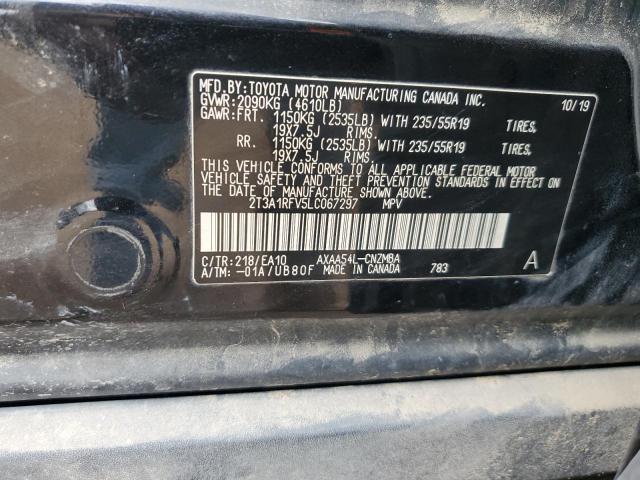 MFD.BY:TOYOTA MOTOR MANUFACTURING CANADA INC.
GVWR:2090KG (4610LB) 10/19
GAWR:FRT. 1150KG (2535LB) WITH 235/55R19 TIRES,
19X7.5J RIMS.
RR. 1150KG (2535LB) WITH 235/55R19 TIRES,
19X7.5J RIMS.
THIS VEHICLE CONFORMS TO ALL APPLICABLE FEDERAL MOTOR
VEHICLE SAFETY AND THEFT PREVENTION STANDARDS IN EFFECT ON
THE DATE OF MANUFACTURE SHOWN ABOVE.
2T3A1RFV5LC067297 MPV
C/TR:218/EA10 AXAA54L-CNZMBA A
A/TM: -01A/UB80F MADE IN CANADA 783